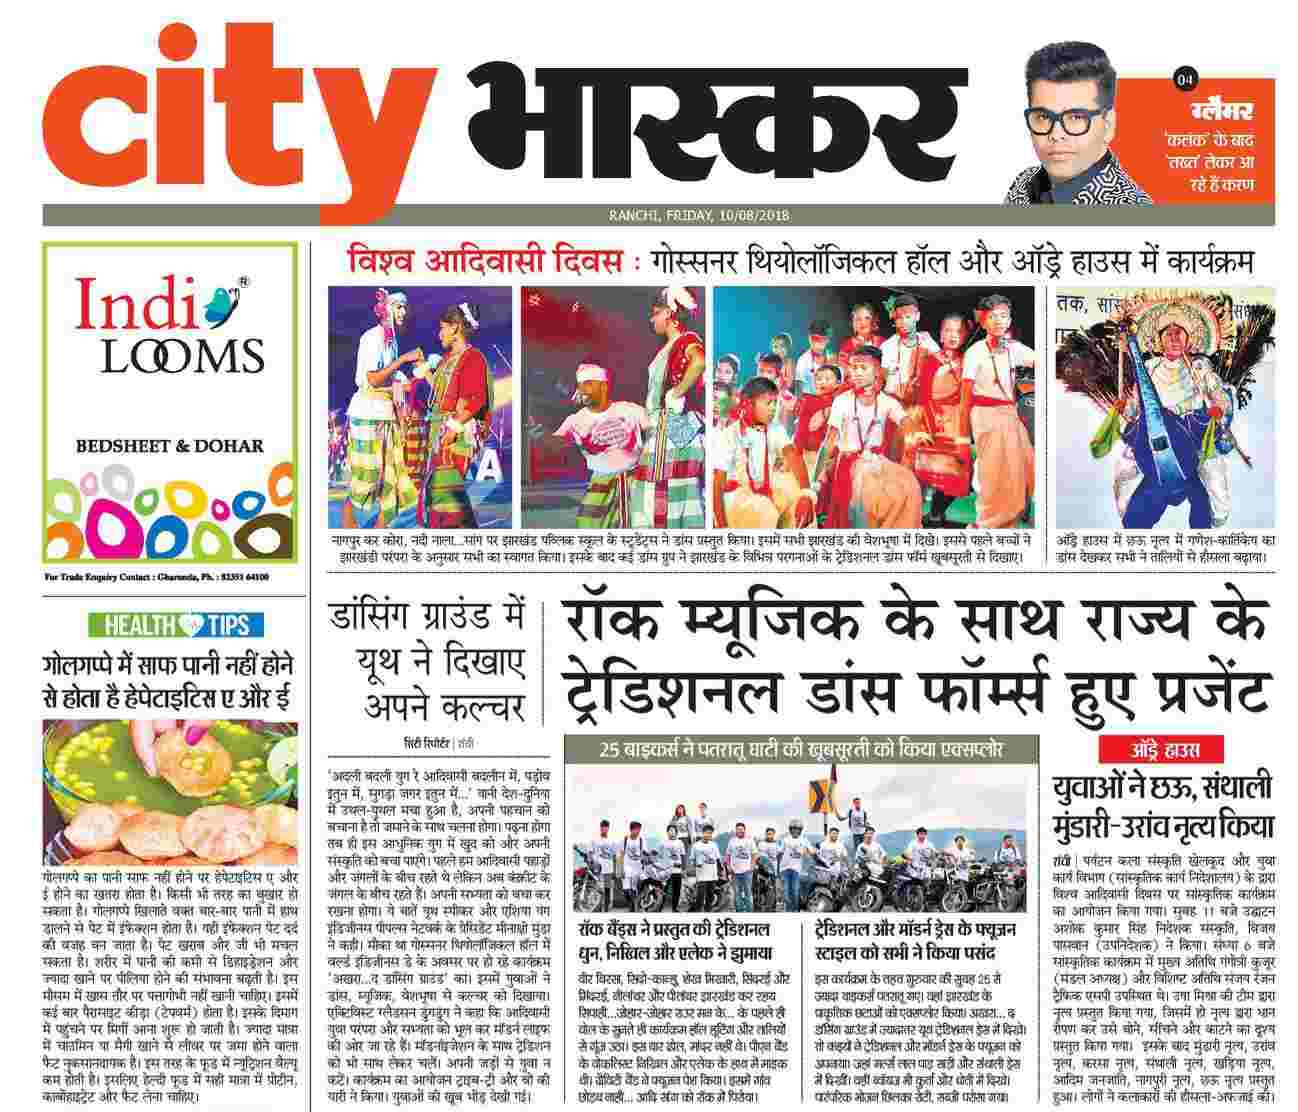 city भास्कर
04
ग्लैमर
'कलंक' के बाद
'तख्त' लेकर आ
रहे हैं करण
RANCHI, FRIDAY, 10/08/2018
Indi ®
LOOMS
BEDSHEET & DOHAR
For Trade Enquiry Contact : Gharonda, Ph. : 82351 64100
HEALTH TIPS
गोलगप्पे में साफ पानी नहीं होने
से होता है हेपेटाइटिस ए और ई
गोलगप्पे का पानी साफ नहीं होने पर हेपेटाइटिस ए और
ई होने का खतरा होता है। किसी भी तरह का बुखार हो
सकता है। गोलगप्पे खिलाते वक्त बार-बार पानी में हाथ
डालने से पेट में इंफेक्शन होता है। यही इंफेक्शन पेट दर्द
की वजह बन जाता है। पेट खराब और जी भी मचल
सकता है। शरीर में पानी की कमी से डिहाइड्रेशन और
ज्यादा खाने पर पीलिया होने की संभावना बढ़ती है। इस
मौसम में खास तौर पर पत्तागोभी नहीं खानी चाहिए। इसमें
कई बार पैरासाइट कीड़ा (टेपवर्म) होता है। इसके दिमाग
में पहुंचने पर मिर्गी आना शुरू हो जाती है। ज्यादा मात्रा
में चाउमिन या मैगी खाने से लीवर पर जमा होने वाला
फैट नुकसानदायक है। इस तरह के फूड में न्यूट्रिशन वैल्यू
कम होती है। इसलिए हेल्दी फूड में सही मात्रा में प्रोटीन,
कार्बोहाइड्रेट और फैट लेना चाहिए।
विश्व आदिवासी दिवस : गोस्सनर थियोलॉजिकल हॉल और ऑड्रे हाउस में कार्यक्रम
A
नागपुर कर कोरा, नदी नाला...सांग पर झारखंड पब्लिक स्कूल के स्टूडेंट्स ने डांस प्रस्तुत किया। इसमें सभी झारखंड की वेशभूषा में दिखे। इससे पहले बच्चों ने
झारखंडी परंपरा के अनुसार सभी का स्वागत किया। इसके बाद कई डांस ग्रुप ने झारखंड के विभिन्न परगनाओं के ट्रेडिशनल डांस फॉर्म खूबसूरती से दिखाए।
ऑड्रे हाउस में छऊ नृत्य में गणेश-कार्तिकेय का
डांस देखकर सभी ने तालियों से हौसला बढ़ाया।
डांसिंग ग्राउंड में
यूथ ने दिखाए
अपने कल्चर
सिटी रिपोर्टर | रांची
'अदली बदली युग रे आदिवासी बदलीन में, पड़ोव
इतुन में, मुगड़ा जगर इतुन में...' यानी देश-दुनिया
में उथल-पुथल मचा हुआ है, अपनी पहचान को
बचाना है तो जमाने के साथ चलना होगा। पढ़ना होगा
तब ही इस आधुनिक युग में खुद को और अपनी
संस्कृति को बचा पाएंगे। पहले हम आदिवासी पहाड़ों
और जंगलों के बीच रहते थे लेकिन अब कंक्रीट के
जंगल के बीच रहते हैं। अपनी सभ्यता को बचा कर
रखना होगा। ये बातें यूथ स्पीकर और एशिया यंग
इंडिजीनस पीपल्स नेटवर्क के प्रेसिडेंट मीनाक्षी मुंडा
ने कही। मौका था गोस्सनर थियोलॉजिकल हॉल में
वर्ल्ड इंडिजीनस डे के अवसर पर हो रहे कार्यक्रम
'अखरा...द डांसिंग ग्राउंड' का। इसमें युवाओं ने
डांस, म्यूजिक, वेशभूषा से कल्चर को दिखाया।
एक्टिविस्ट ग्लैडसन डुंगडुंग ने कहा कि आदिवासी
युवा परंपरा और सभ्यता को भूल कर मॉडर्न लाइफ
की ओर जा रहे हैं। मॉडर्नाइजेशन के साथ ट्रेडिशन
को भी साथ लेकर चलें। अपनी जड़ों से युवा न
कटें। कार्यक्रम का आयोजन ट्राइब-ट्री और बो की
यारी ने किया। युवाओं की खूब भीड़ देखी गई।
रॉक म्यूजिक के साथ राज्य के
ट्रेडिशनल डांस फॉर्म्स हुए प्रजेंट
25 बाइकर्स ने पतरातू घाटी की खूबसूरती को किया एक्सप्लोर
रॉक बैंड्स ने प्रस्तुत की ट्रेडिशनल
धुन, निखिल और एलेक ने झुमाया
वीर बिरसा, सिदो-कान्हू, शेख भिखारी, सिंदराई और
बिंदराई, नीलांबर और पीतांबर झारखंड कर रहय
सिपाही...जोहार-जोहार राउर मन के... के पहले ही
बोल के सुनते ही कार्यक्रम हॉल हूटिंग और तालियों
से गूंज उठा। इस बार ढोल, मांदर नहीं थे। पीएन बैंड
के वोकलिस्ट निखिल और एलेक के हाथ में माइक
थी। दैविटी बैंड ने फ्यूजन पेश किया। इसमें गांव
छोड़ब नाही... आदि सांग को रॉक में पिरोया।
ट्रेडिशनल और मॉडर्न ड्रेस के फ्यूजन
स्टाइल को सभी ने किया पसंद
इस कार्यक्रम के तहत गुरुवार की सुबह 25 से
ज्यादा बाइकर्स पतरातू गए। वहां झारखंड के
प्राकृतिक छटाओं को एक्सप्लोर किया। अखरा... द
डांसिंग ग्राउंड में ज्यादातर यूथ ट्रेडिशनल ड्रेस में दिखे।
तो कइयों ने ट्रेडिशनल और मॉडर्न ड्रेस के फ्यूजन को
अपनाया। जहां गर्ल्स लाल पाड़ साड़ी और संथाली ड्रेस
में दिखीं। वहीं ब्वॉयज भी कुर्ता और धोती में दिखे।
पारंपरिक भोजन छिलका रोटी, सब्जी परोसा गया।
ऑड्रे हाउस
युवाओं ने छऊ, संथाली
मुंडारी-उरांव नृत्य किया
रांची | पर्यटन कला संस्कृति खेलकूद और युवा
कार्य विभाग (सांस्कृतिक कार्य निदेशालय) के द्वारा
विश्व आदिवासी दिवस पर सांस्कृतिक कार्यक्रम
का आयोजन किया गया। सुबह 11 बजे उद्घाटन
अशोक कुमार सिंह निदेशक संस्कृति, विजय
पासवान (उपनिदेशक) ने किया। संध्या 6 बजे
सांस्कृतिक कार्यक्रम में मुख्य अतिथि गंगोत्री कुजूर
(मंडल अध्यक्ष) और विशिष्ट अतिथि संजय रंजन
ट्रैफिक एसपी उपस्थित थे। उषा मिश्रा की टीम द्वारा
नृत्य प्रस्तुत किया गया, जिसमें हो नृत्य द्वारा धान
रोपण कर उसे बोने, सींचने और काटने का दृश्य
प्रस्तुत किया गया। इसके बाद मुंडारी नृत्य, उरांव
नृत्य, करसा नृत्य, संथाली नृत्य, खड़िया नृत्य,
आदिम जनजाति, नागपुरी नृत्य, छऊ नृत्य प्रस्तुत
हुआ। लोगों ने कलाकारों की हौसला-अफजाई की।